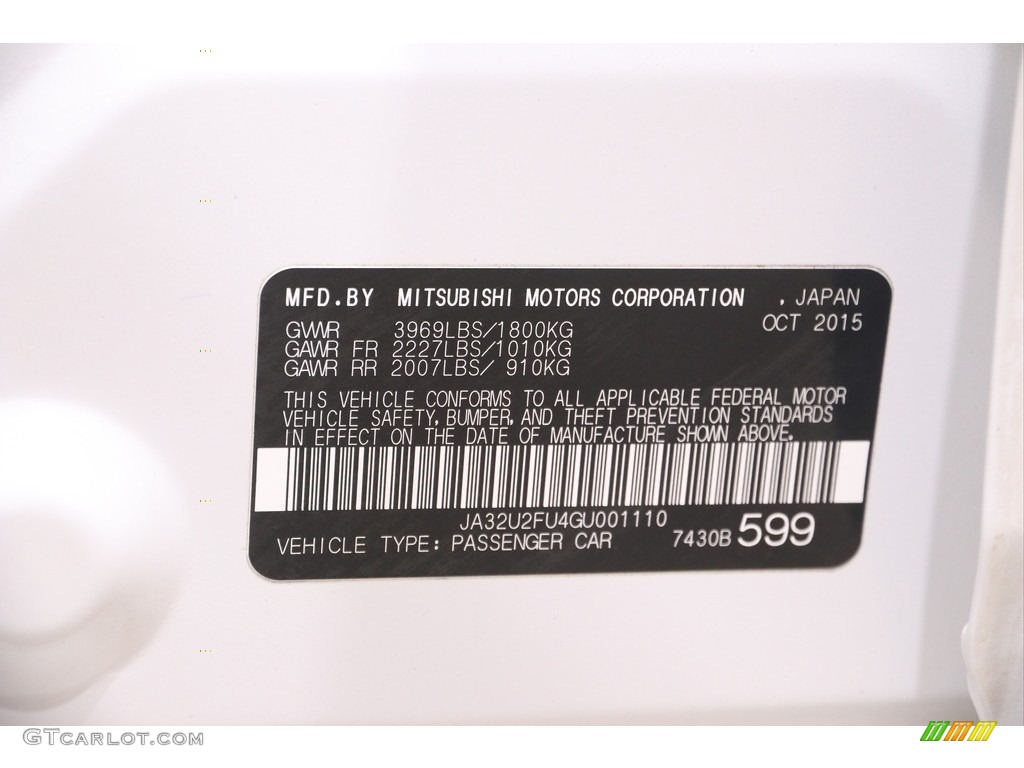 MFD.BY MITSUBISHI MOTORS CORPORATION , JAPAN
OCT 2015
GVWR 3969LBS/1800KG
GAWR FR 2227LBS/1010KG
GAWR RR 2007LBS/ 910KG
THIS VEHICLE CONFORMS TO ALL APPLICABLE FEDERAL MOTOR
VEHICLE SAFETY, BUMPER, AND THEFT PREVENTION STANDARDS
IN EFFECT ON THE DATE OF MANUFACTURE SHOWN ABOVE.
JA32U2FU4GU001110
VEHICLE TYPE: PASSENGER CAR 7430B 599
GTCARLOT.COM